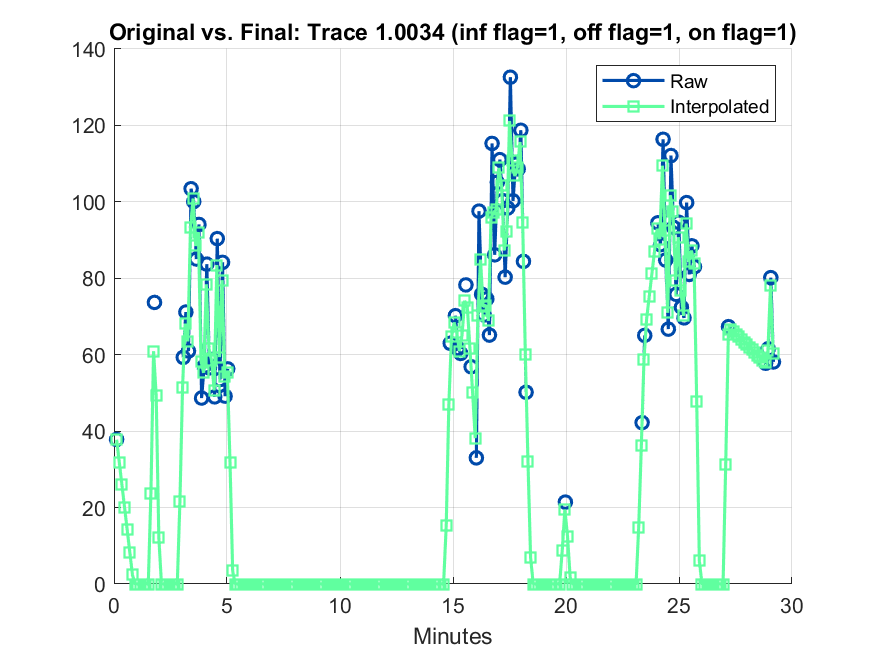 Original vs. Final: Trace 1.0034 (inf flag=1, off flag=1, on flag=1)
140
120
100
80
60
40
20
0
Raw
Interpolated
0 5 10 15 20 25 30
Minutes